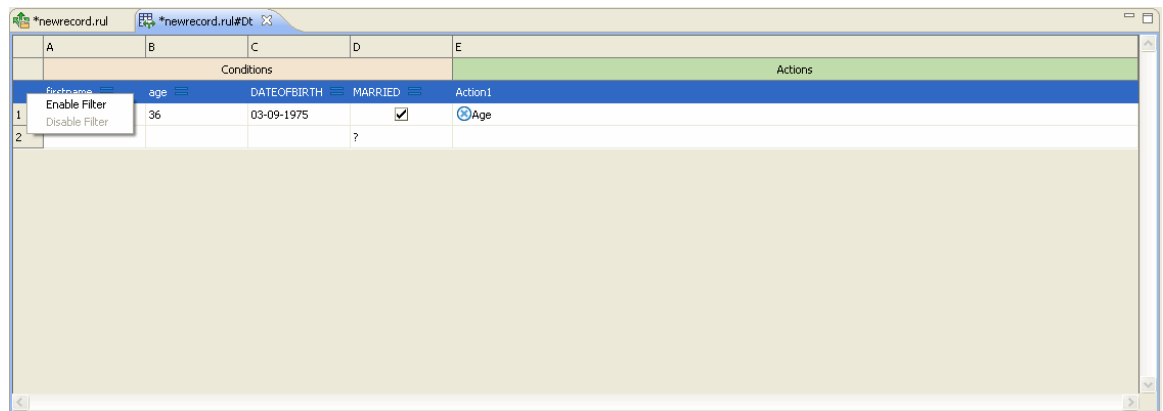 *newrecord.rul *newrecord.rul#Dt
A B C D E
Conditions Actions
firstname age DATEOFBIRTH MARRIED Action1
Enable Filter
Disable Filter
1 36 03-09-1975 Age
2 ?